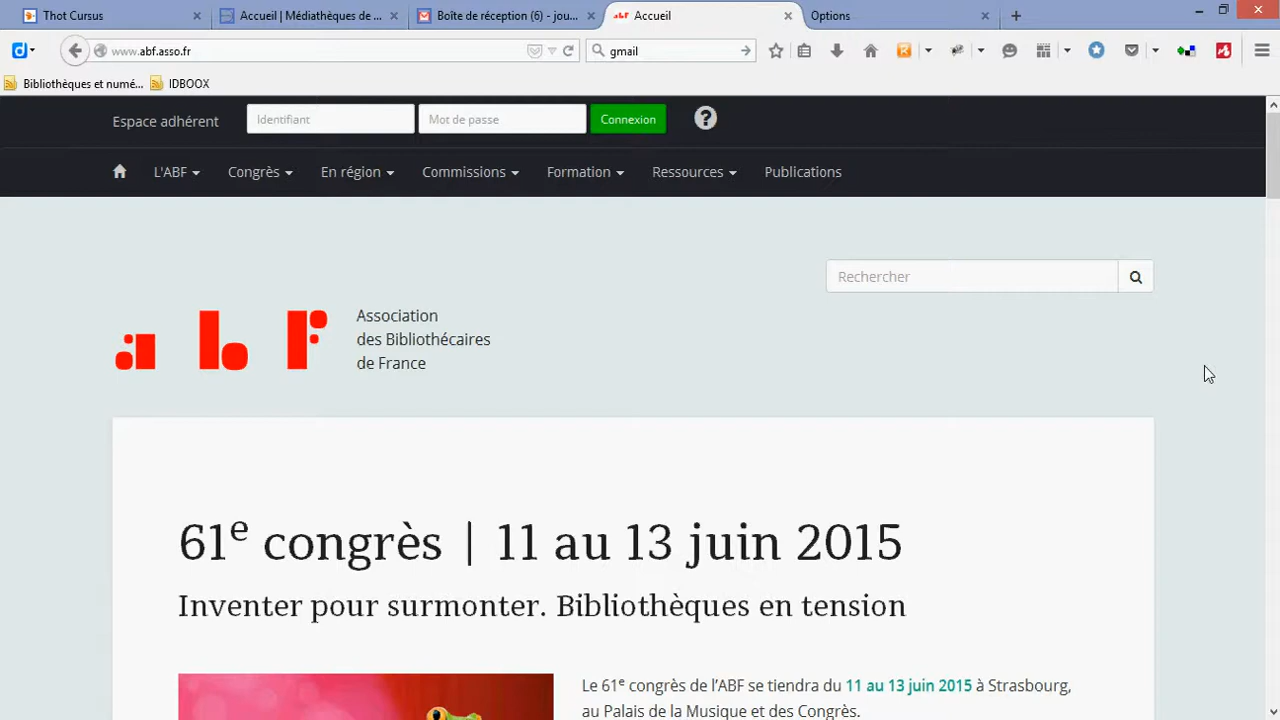 Thot Cursus
Accueil | Médiathèques de ...
Boîte de réception (6) - jou...
Accueil
Options
www.abf.asso.fr
gmail
Bibliothèques et numé...
IDBOOX
Espace adhérent
Identifiant
Mot de passe
Connexion
?
L'ABF
Congrès
En région
Commissions
Formation
Ressources
Publications
Rechercher
abf
Association
des Bibliothécaires
de France
61e congrès | 11 au 13 juin 2015
Inventer pour surmonter. Bibliothèques en tension
Le 61e congrès de l'ABF se tiendra du 11 au 13 juin 2015 à Strasbourg,
au Palais de la Musique et des Congrès.